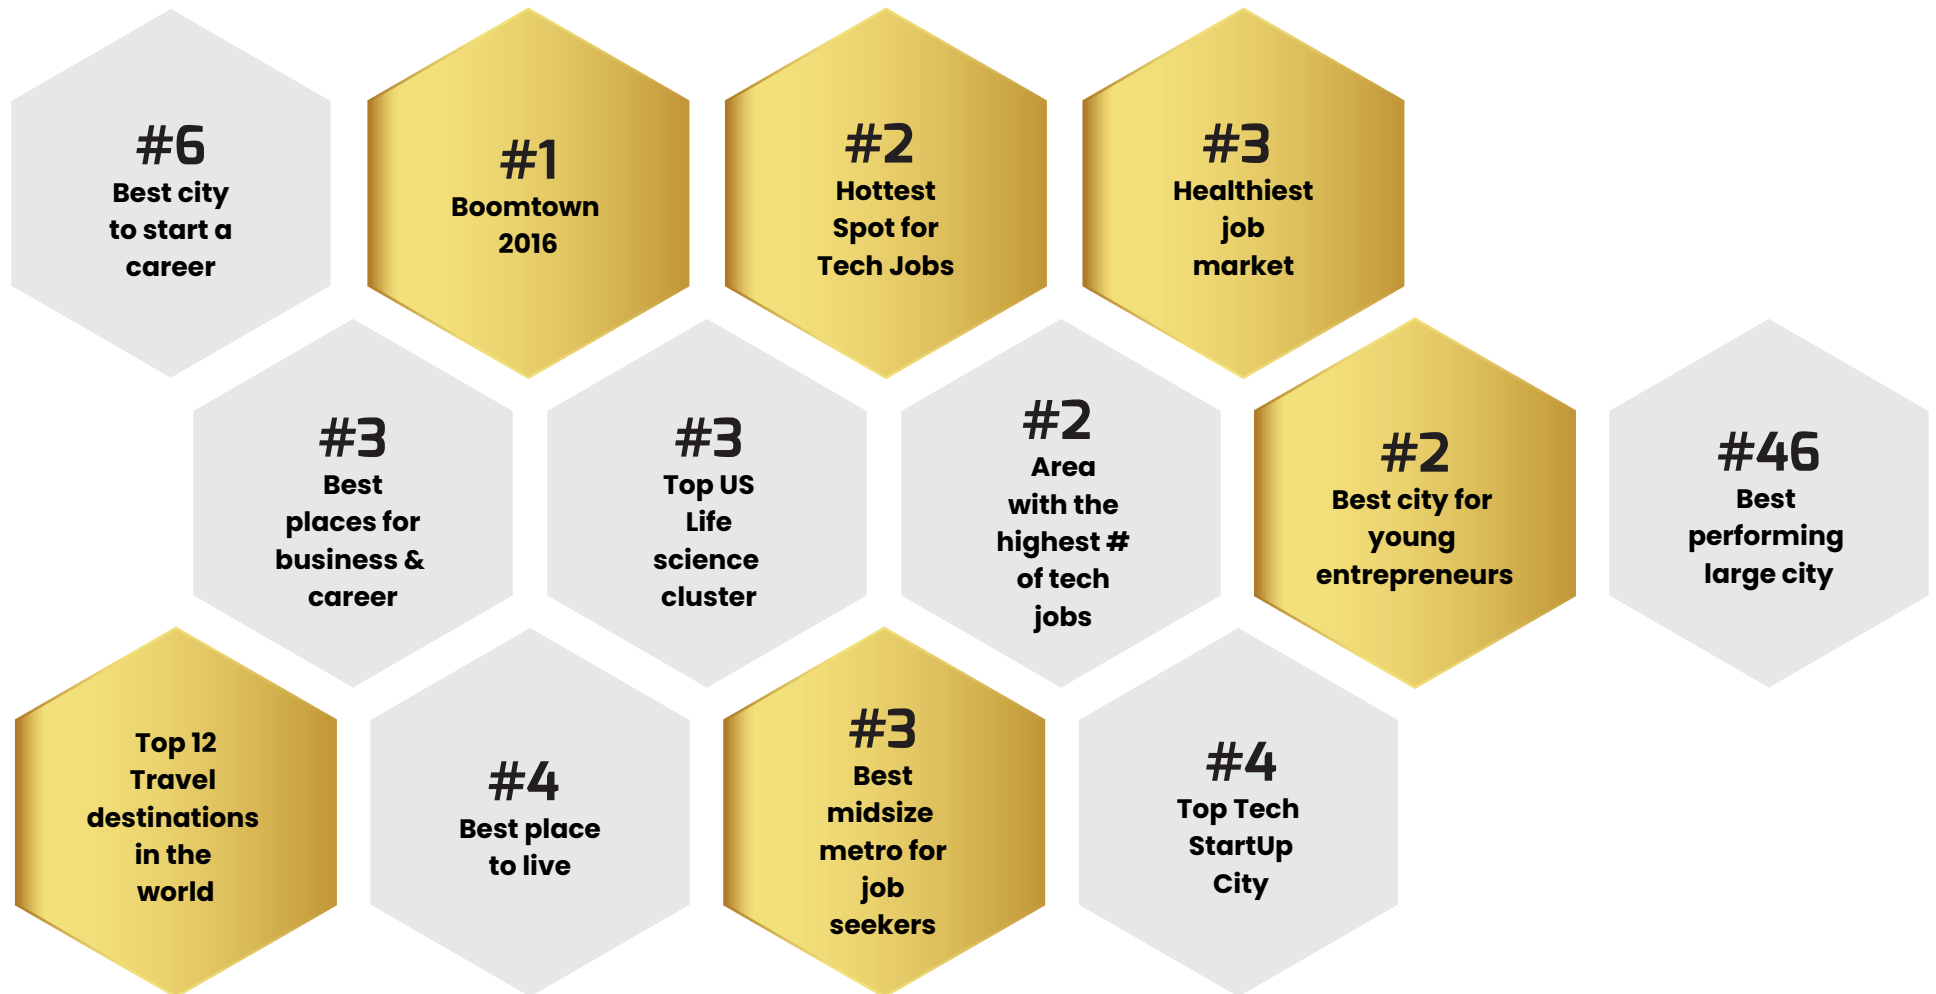 #6
Best city
to start a
career
#1
Boomtown
2016
#2
Hottest
Spot for
Tech Jobs
#3
Healthiest
job
market
#3
Best
places for
business &
career
#3
Top US
Life
science
cluster
#2
Area
with the
highest #
of tech
jobs
#2
Best city for
young
entrepreneurs
#46
Best
performing
large city
Top 12
Travel
destinations
in the
world
#4
Best place
to live
#3
Best
midsize
metro for
job
seekers
#4
Top Tech
StartUp
City